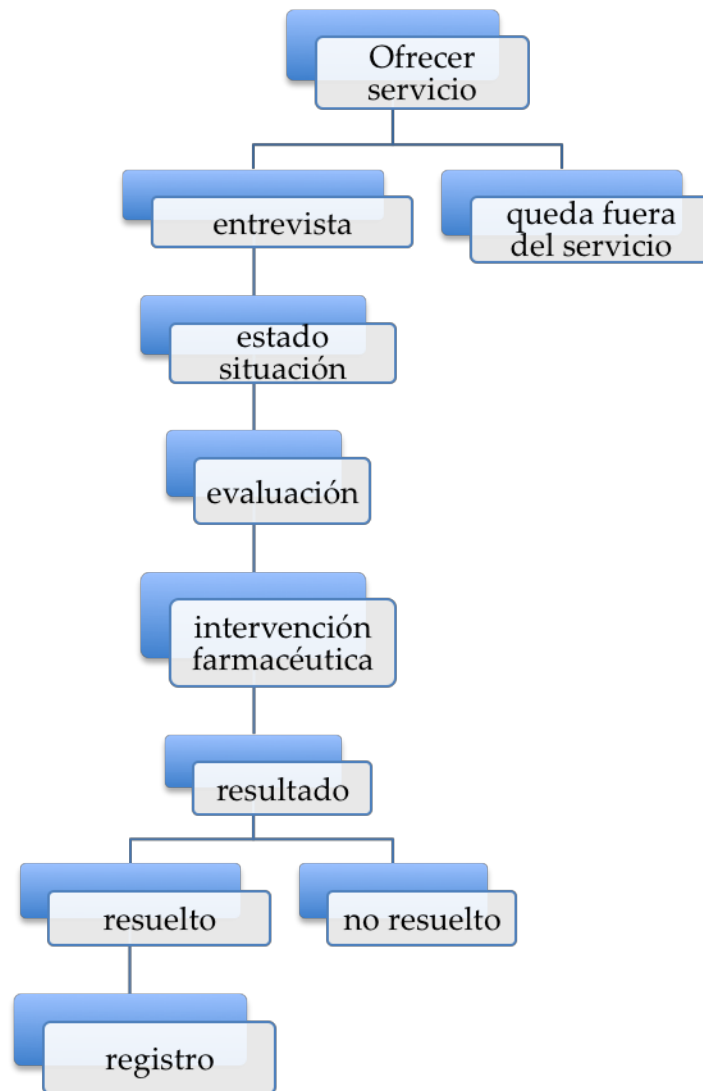 Ofrecer
servicio
entrevista
queda fuera
del servicio
estado
situación
evaluación
intervención
farmacéutica
resultado
resuelto
no resuelto
registro